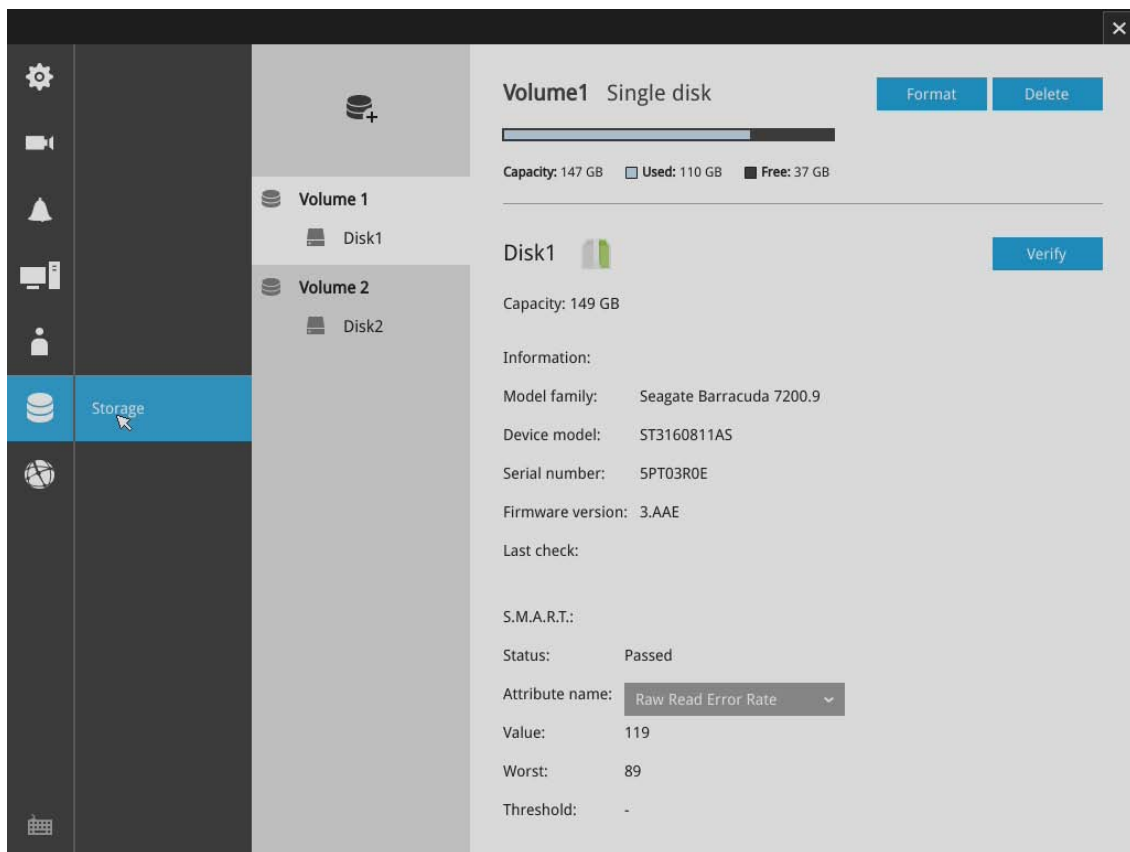 Volume1 Single disk
Format
Delete
Capacity: 147 GB Used: 110 GB Free: 37 GB
Volume 1
Disk1
Volume 2
Disk2
Storage
Disk1
Verify
Capacity: 149 GB
Information:
Model family: Seagate Barracuda 7200.9
Device model: ST3160811AS
Serial number: 5PT03R0E
Firmware version: 3.AAE
Last check:
S.M.A.R.T.:
Status: Passed
Attribute name: Raw Read Error Rate
Value: 119
Worst: 89
Threshold: -